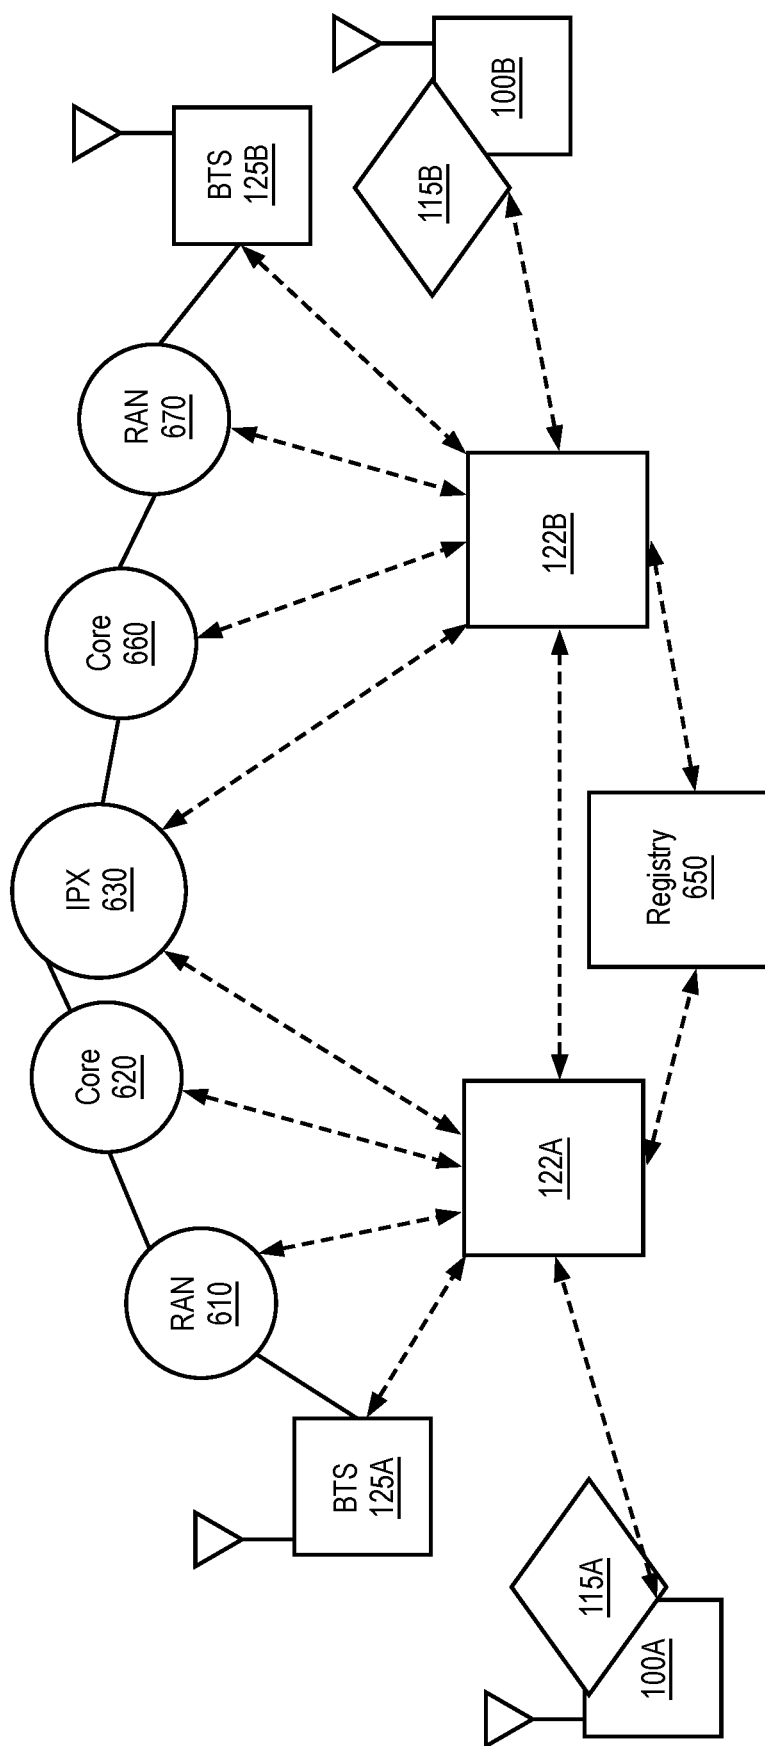 BTS
125A
RAN
610
Core
620
IPX
630
Core
660
RAN
670
BTS
125B
115A
100A
122A
122B
115B
100B
Registry
650